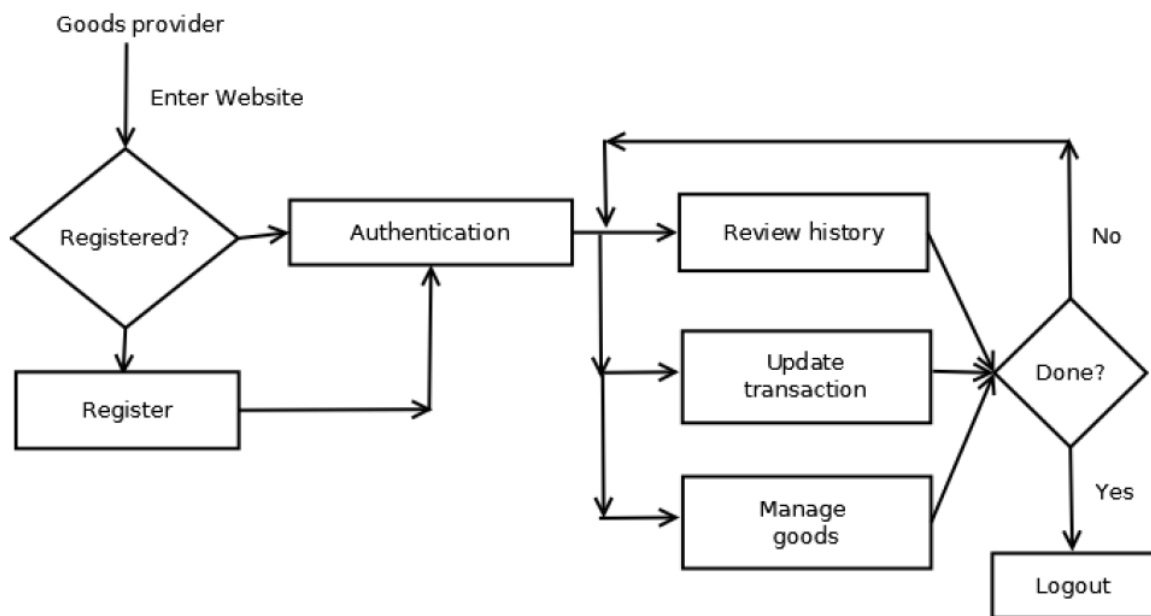 Goods provider
Enter Website
Registered?
Authentication
Register
Review history
Update
transaction
Manage
goods
No
Done?
Yes
Logout